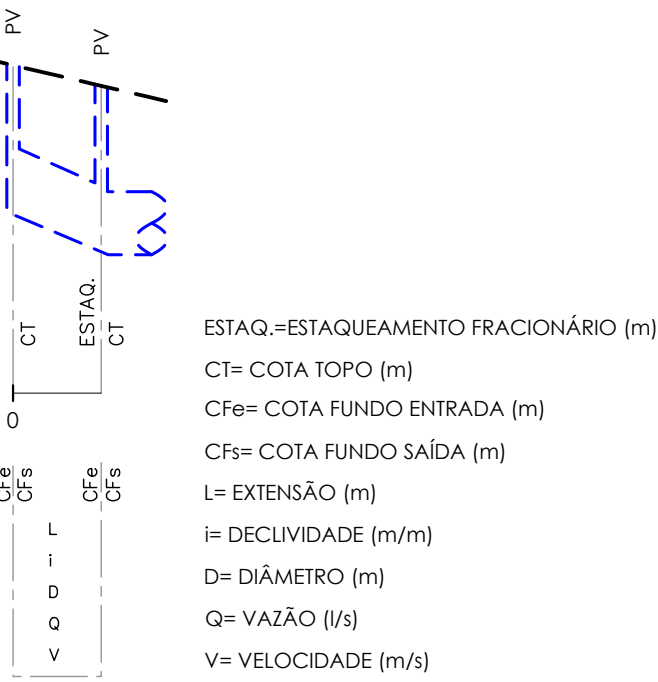 PV
PV
CT
ESTAQ.
CT
0
CFe
CFs
CFe
CFs
L
i
D
Q
V
ESTAQ.=ESTAQUEAMENTO FRACIONÁRIO (m)
CT= COTA TOPO (m)
CFe= COTA FUNDO ENTRADA (m)
CFs= COTA FUNDO SAÍDA (m)
L= EXTENSÃO (m)
i= DECLIVIDADE (m/m)
D= DIÂMETRO (m)
Q= VAZÃO (l/s)
V= VELOCIDADE (m/s)